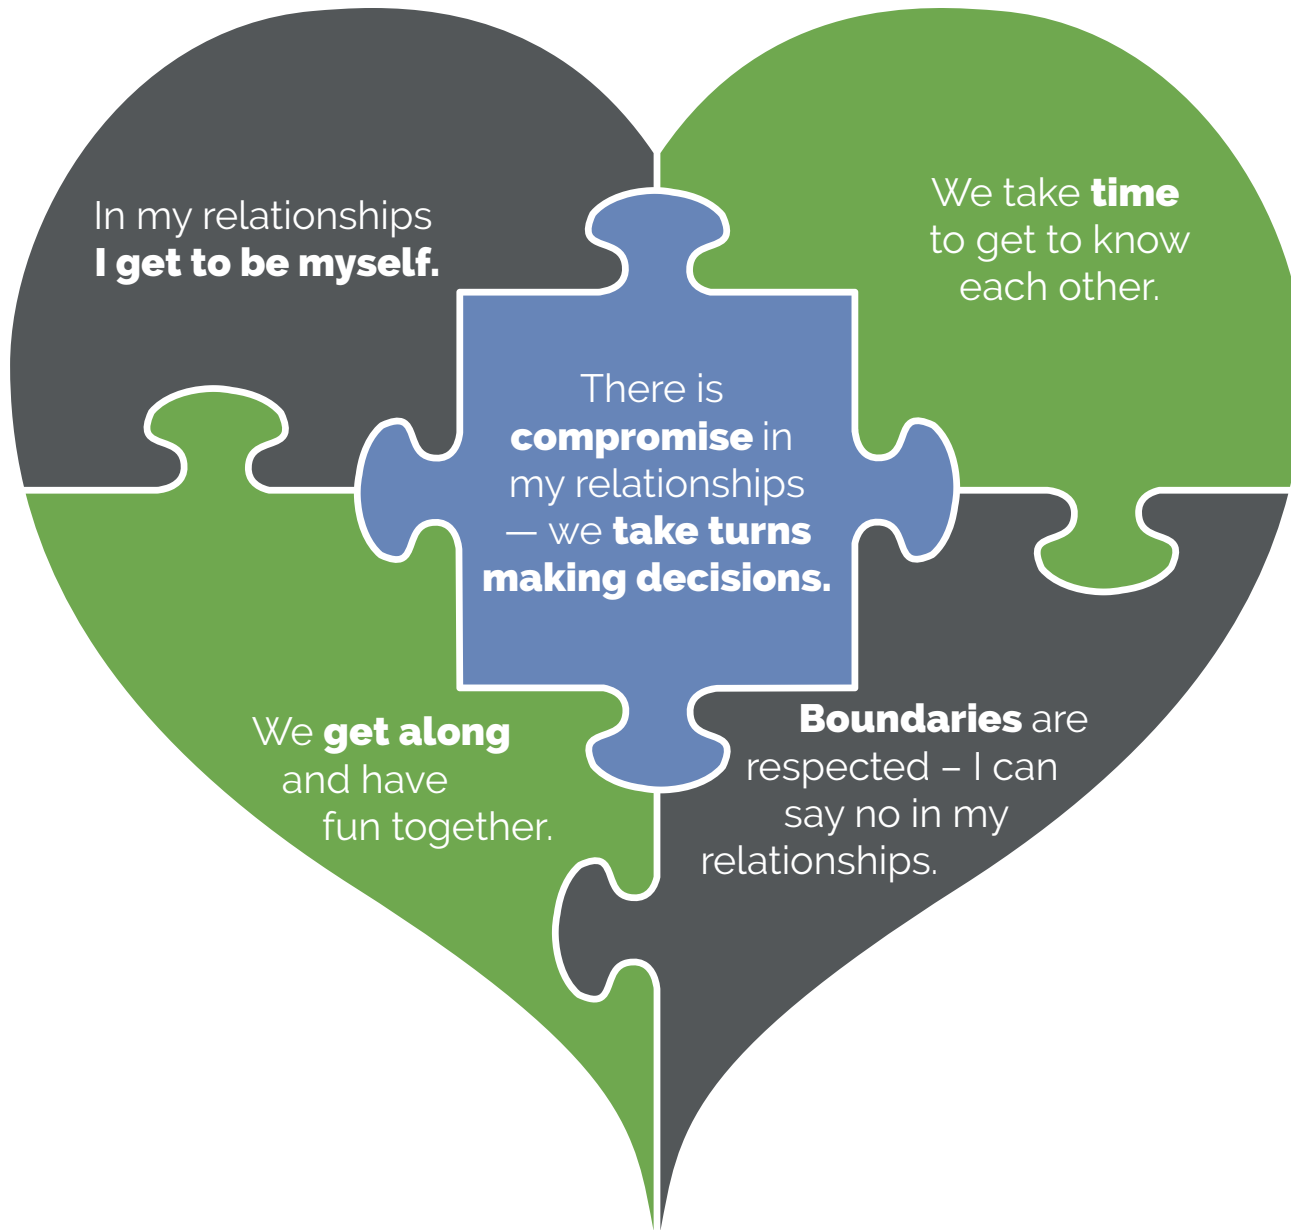 In my relationships
I get to be myself.
We take time
to get to know
each other.
There is
compromise in
my relationships
— we take turns
making decisions.
We get along
and have
fun together.
Boundaries are
respected – I can
say no in my
relationships.